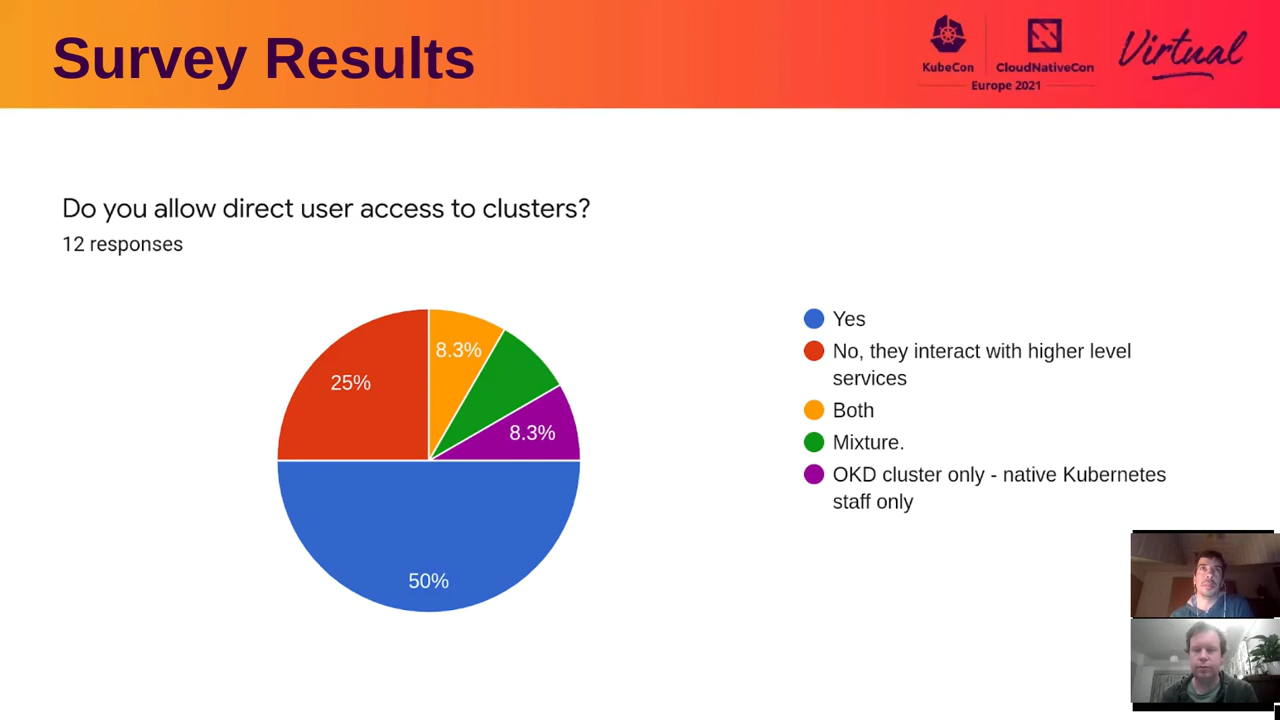 Survey Results
KubeCon
CloudNativeCon
Europe 2021
Virtual
Do you allow direct user access to clusters?
12 responses
8.3%
25%
8.3%
50%
Yes
No, they interact with higher level
services
Both
Mixture.
OKD cluster only - native Kubernetes
staff only